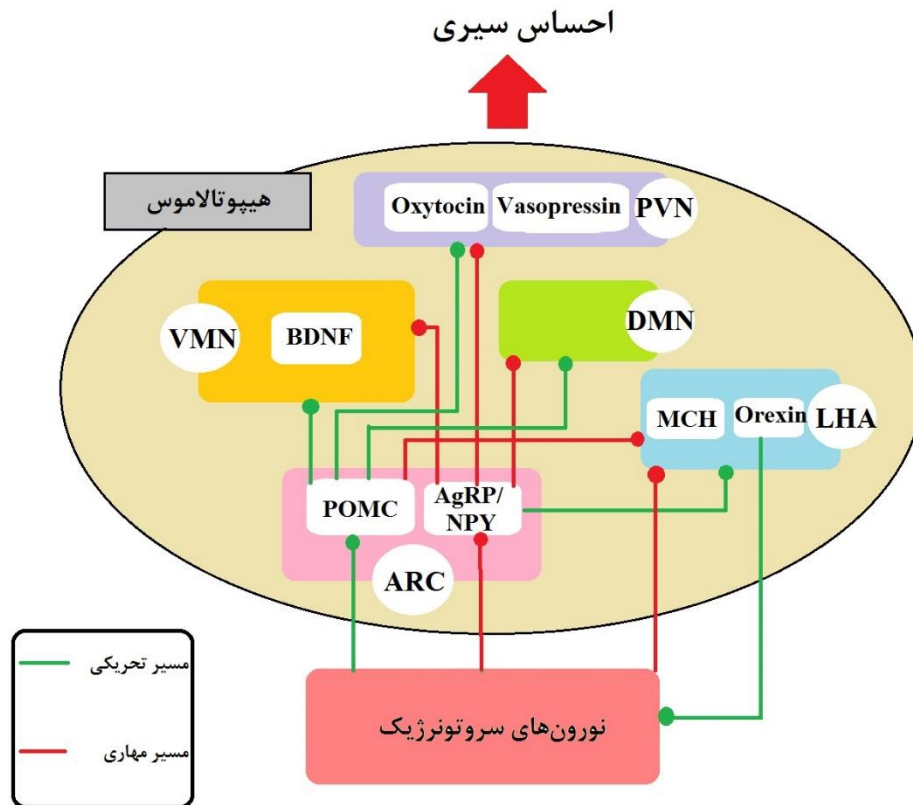 احساس سیری
هیپوتالاموس
Oxytocin
Vasopressin
PVN
VMN
BDNF
DMN
MCH
Orexin
LHA
POMC
AgRP/
NPY
ARC
مسیر تحریکی
مسیر مهاری
نورون‌های سروتونرژیک